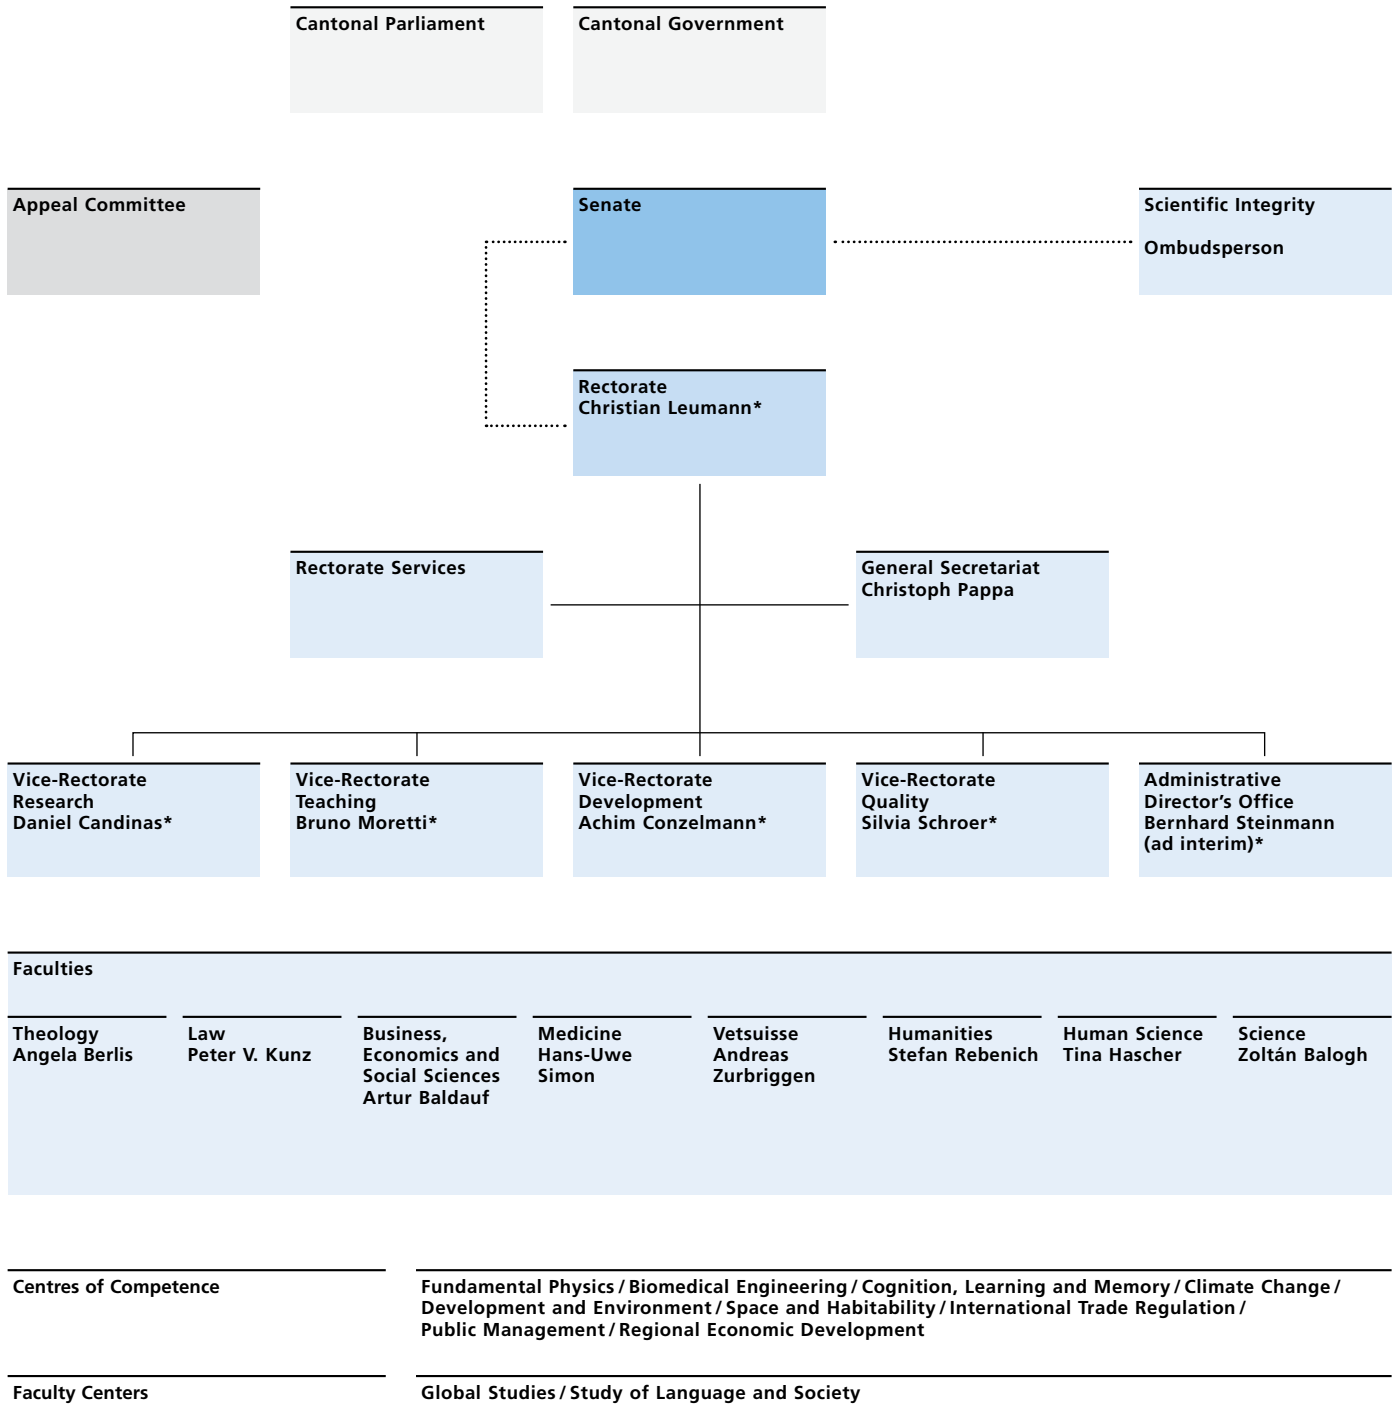 Cantonal Parliament
Cantonal Government
Appeal Committee
Senate
Scientific Integrity
Ombudsperson
Rectorate
Christian Leumann*
Rectorate Services
General Secretariat
Christoph Pappa
Vice-Rectorate
Research
Daniel Candinas*
Vice-Rectorate
Teaching
Bruno Moretti*
Vice-Rectorate
Development
Achim Conzelmann*
Vice-Rectorate
Quality
Silvia Schroer*
Administrative
Director’s Office
Bernhard Steinmann
(ad interim)*
Faculties
Theology
Angela Berlis
Law
Peter V. Kunz
Business,
Economics and
Social Sciences
Artur Baldauf
Medicine
Hans-Uwe
Simon
Vetsuisse
Andreas
Zurbriggen
Humanities
Stefan Rebenich
Human Science
Tina Hascher
Science
Zoltán Balogh
Centres of Competence
Fundamental Physics / Biomedical Engineering / Cognition, Learning and Memory / Climate Change /
Development and Environment / Space and Habitability / International Trade Regulation /
Public Management / Regional Economic Development
Faculty Centers
Global Studies / Study of Language and Society